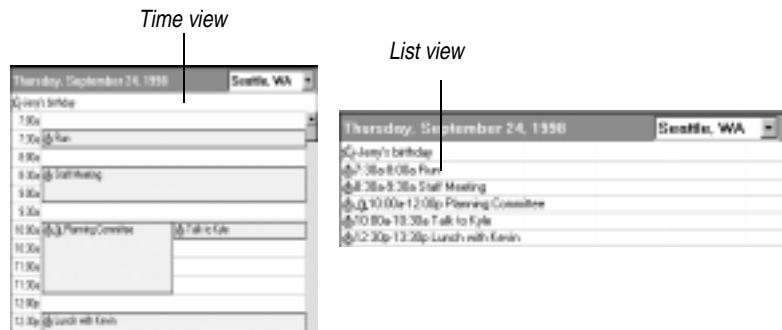 Time view
Thursday, September 24, 1998 Seattle, WA
Jerry's birthday
7:00a
7:30a Run
8:00a
8:30a Staff Meeting
9:00a
9:30a
10:00a Planning Committee Talk to Kyle
10:30a
11:00a
11:30a
12:00p
12:30p Lunch with Kevin
List view
Thursday, September 24, 1998 Seattle, WA
Jerry's birthday
7:30a-8:00a Run
8:30a-9:30a Staff Meeting
10:00a-12:00p Planning Committee
10:00a-10:30a Talk to Kyle
12:30p-13:30p Lunch with Kevin